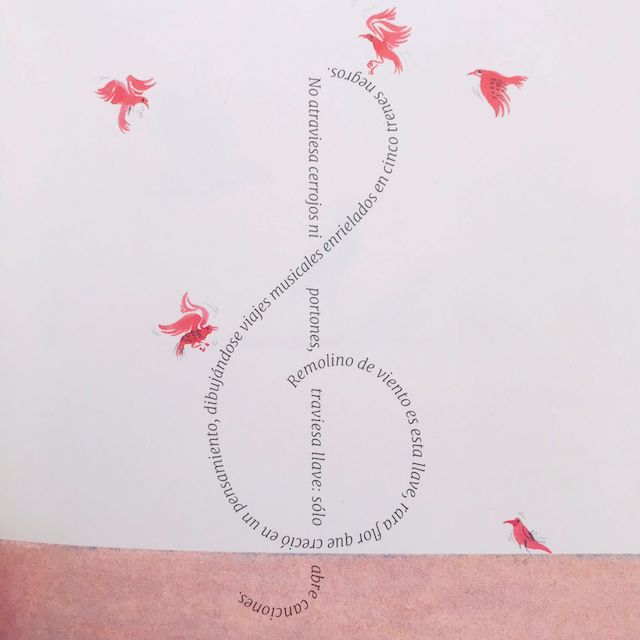 Remolino de viento es esta llave, rara flor que creció en un pensamiento, dibujándose viajes musicales enrielados en cinco trenes negros.
No atraviesa cerrojos ni portones, traviesa llave: sólo abre canciones.